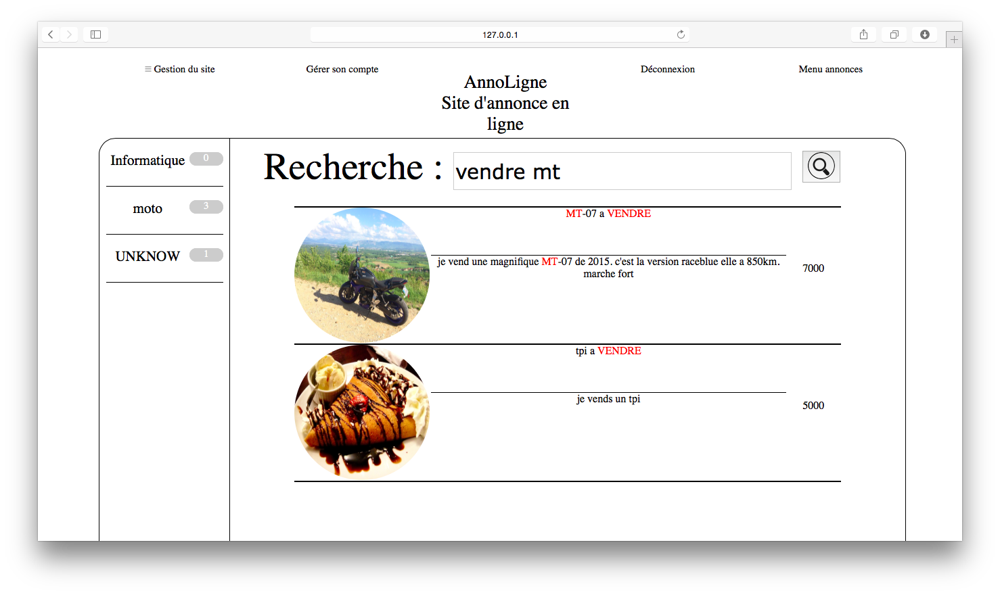 127.0.0.1
Gestion du site
Gérer son compte
Déconnexion
Menu annonces
AnnoLigne
Site d'annonce en
ligne
Informatique 0
moto 3
UNKNOW 1
Recherche : vendre mt
MT-07 a VENDRE
je vend une magnifique MT-07 de 2015. c'est la version raceblue elle a 850km.
marche fort
7000
tpi a VENDRE
je vends un tpi
5000